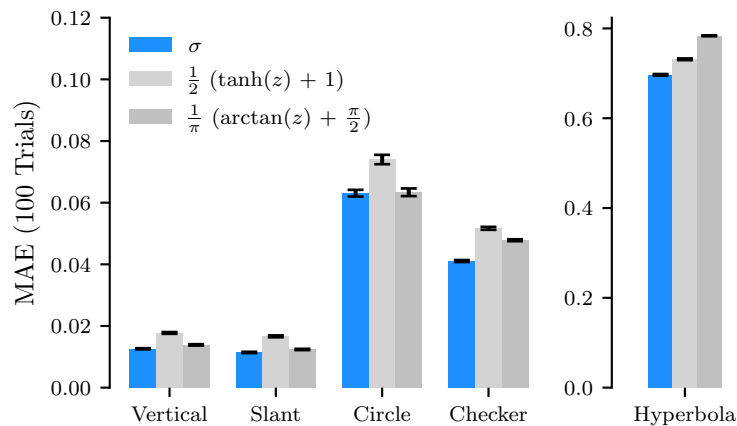 MAE (100 Trials)
0.12
0.10
0.08
0.06
0.04
0.02
0.00
σ
1/2 (tanh(z) + 1)
1/π (arctan(z) + π/2)
Vertical Slant Circle Checker
0.8
0.6
0.4
0.2
0.0
Hyperbola